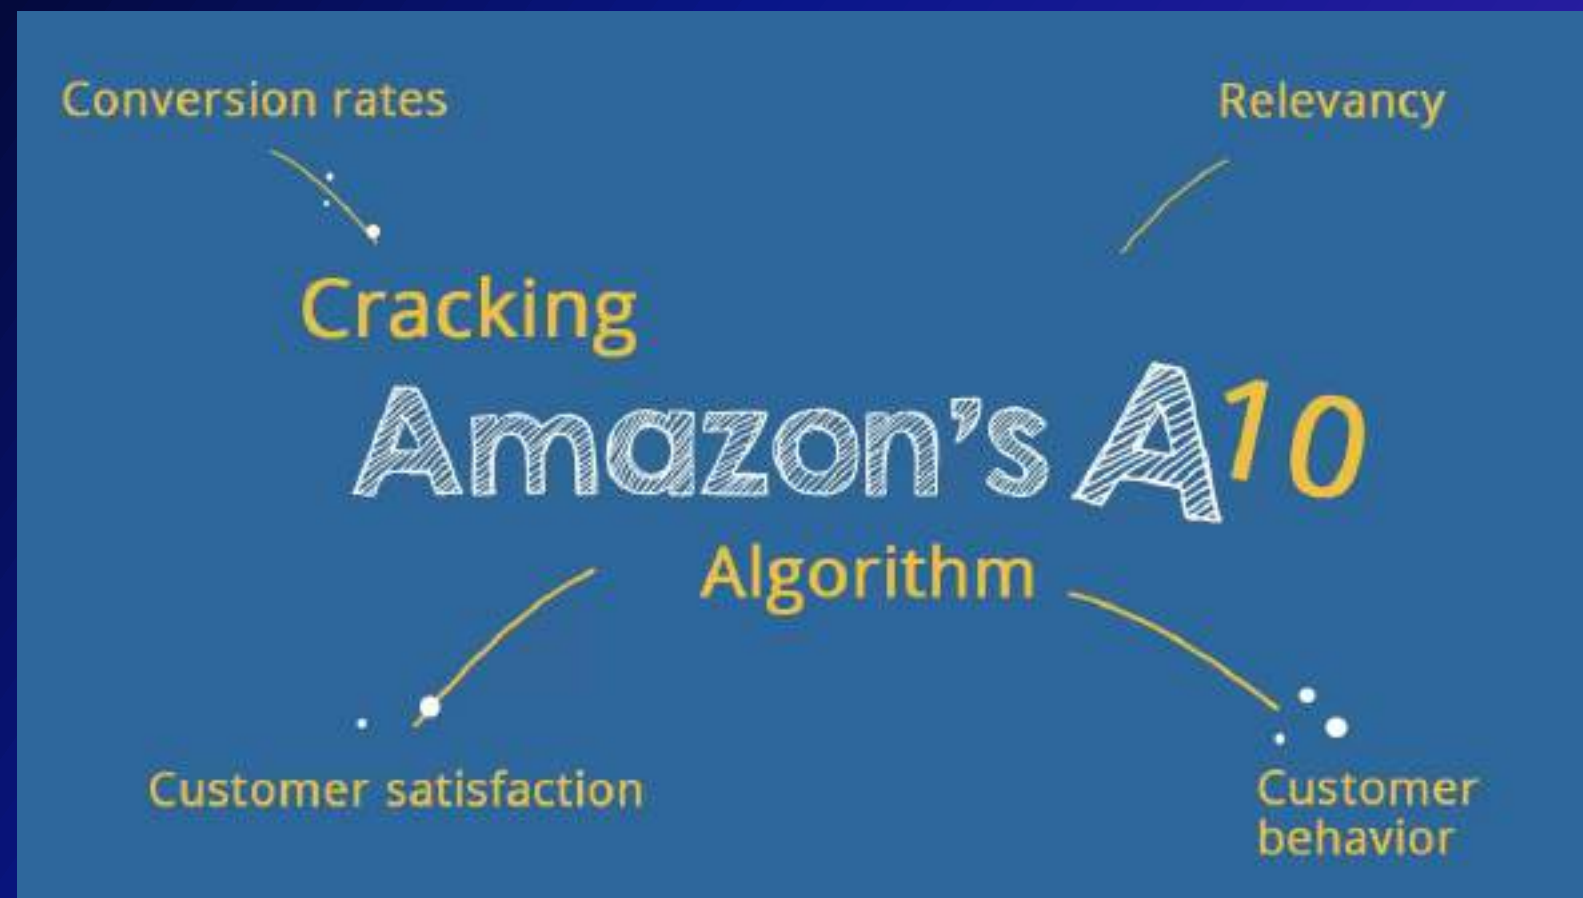 Conversion rates
Relevancy
Cracking
Amazon's A10
Algorithm
Customer satisfaction
Customer
behavior